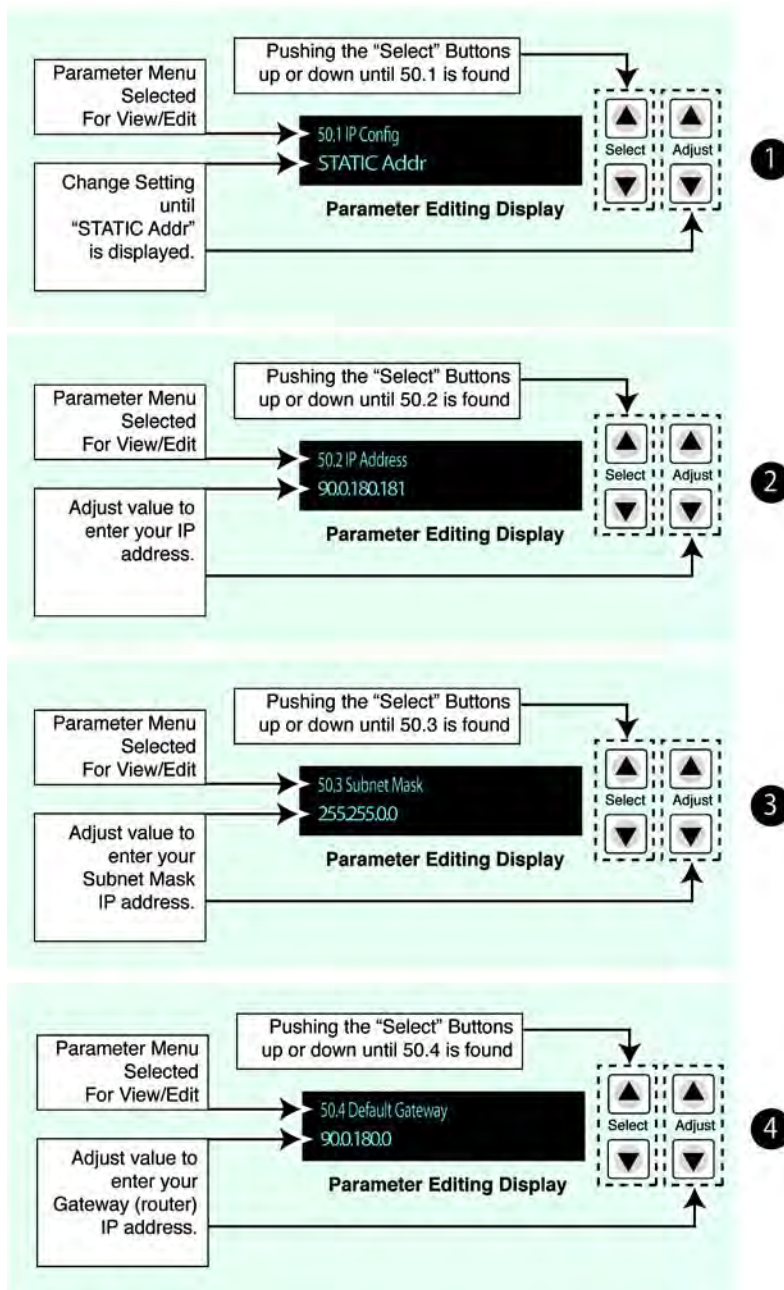 Pushing the “Select” Buttons
up or down until 50.1 is found
Parameter Menu
Selected
For View/Edit
50.1 IP Config
STATIC Addr
Select
Adjust
1
Change Setting
until
“STATIC Addr”
is displayed.
Parameter Editing Display
Pushing the “Select” Buttons
up or down until 50.2 is found
Parameter Menu
Selected
For View/Edit
50.2 IP Address
90.0.180.181
Select
Adjust
2
Adjust value to
enter your IP
address.
Parameter Editing Display
Pushing the “Select” Buttons
up or down until 50.3 is found
Parameter Menu
Selected
For View/Edit
50.3 Subnet Mask
255.255.0.0
Select
Adjust
3
Adjust value to
enter your
Subnet Mask
IP address.
Parameter Editing Display
Pushing the “Select” Buttons
up or down until 50.4 is found
Parameter Menu
Selected
For View/Edit
50.4 Default Gateway
90.0.180.0
Select
Adjust
4
Adjust value to
enter your
Gateway (router)
IP address.
Parameter Editing Display